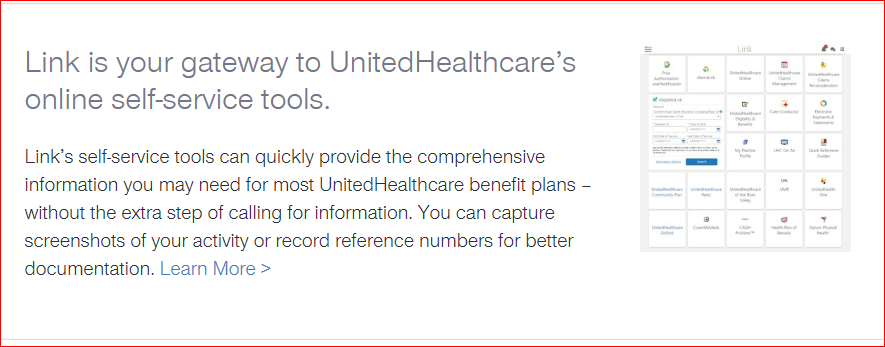 Link is your gateway to UnitedHealthcare’s
online self-service tools.
Link’s self-service tools can quickly provide the comprehensive
information you may need for most UnitedHealthcare benefit plans –
without the extra step of calling for information. You can capture
screenshots of your activity or record reference numbers for better
documentation. Learn More >
Link
Prior
Authorization
and Notification
UnitedHealthcare
Online
UnitedHealthcare
Claims
Management
UnitedHealthcare
Claims
Reconsideration
UnitedHealthcare
Eligibility &
Benefits
Care Conductor
Electronic
Payments &
Statements
My Practice
Profile
UHC On Air
Quick Reference
Guides
UnitedHealthcare
Community Plan
UnitedHealthcare
West
UnitedHealthcare
of the River
Valley
UMR
UnitedHealth
One
UnitedHealthcare
Oxford
CoverMyMeds
CAQH
ProView™
Health Plan of
Nevada
Optum Physical
Health